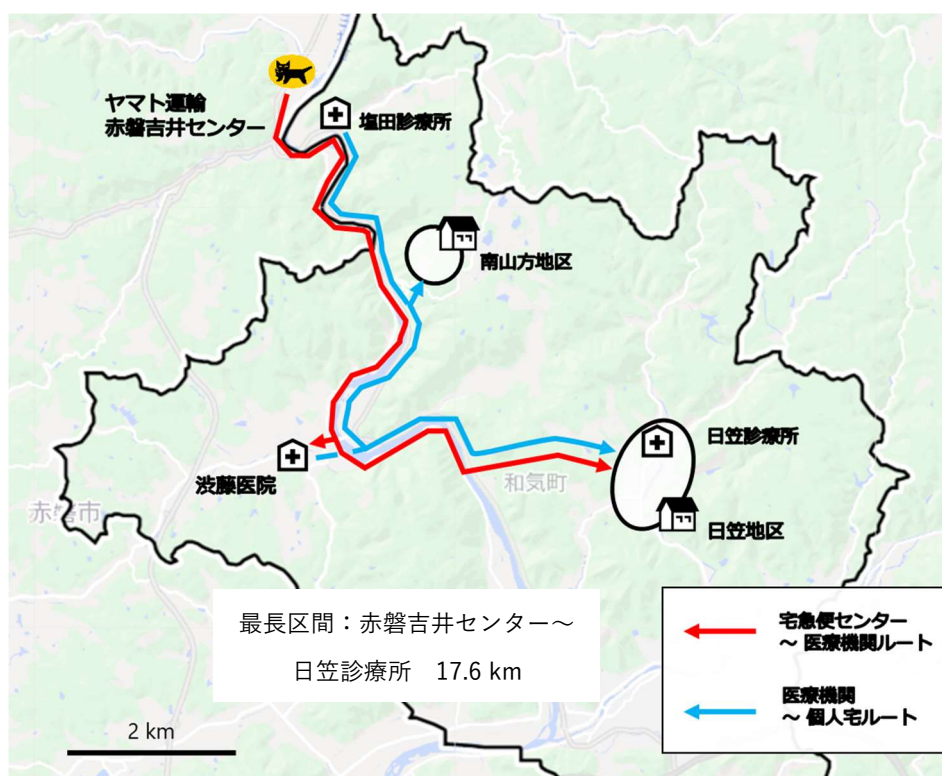 ヤマト運輸
赤磐吉井センター
塩田診療所
南山方地区
日笠診療所
渋藤医院
和気町
赤磐市
日笠地区
最長区間：赤磐吉井センター～
日笠診療所　17.6 km
宅急便センター
～ 医療機関ルート
医療機関
～ 個人宅ルート
2 km